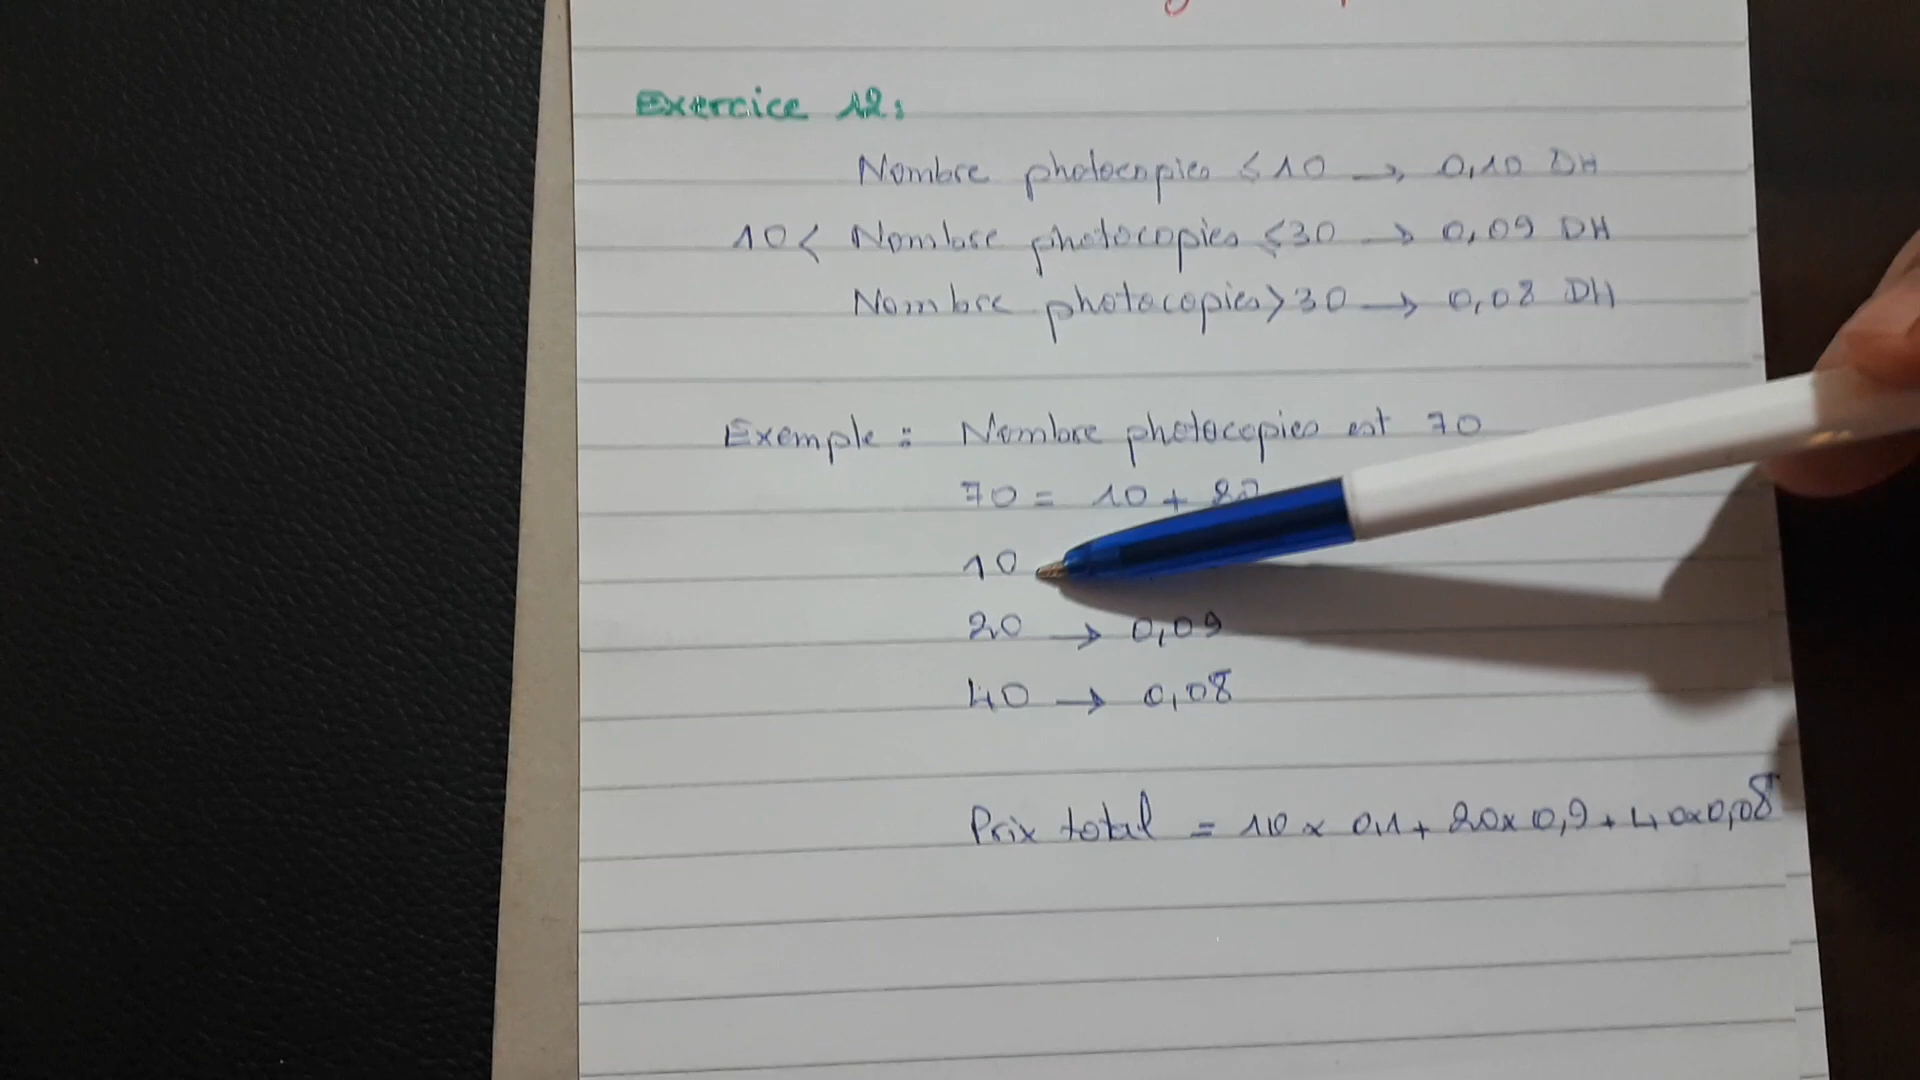 Exercice 12:
Nombre photocopies ≤ 10 → 0,10 DH
10 < Nombre photocopies ≤ 30 → 0,09 DH
Nombre photocopies > 30 → 0,08 DH
Exemple : Nombre photocopies est 70
70 = 10 + 20
10
20 → 0,09
40 → 0,08
Prix total = 10 x 0,1 + 20x 0,9 + 40x0,08